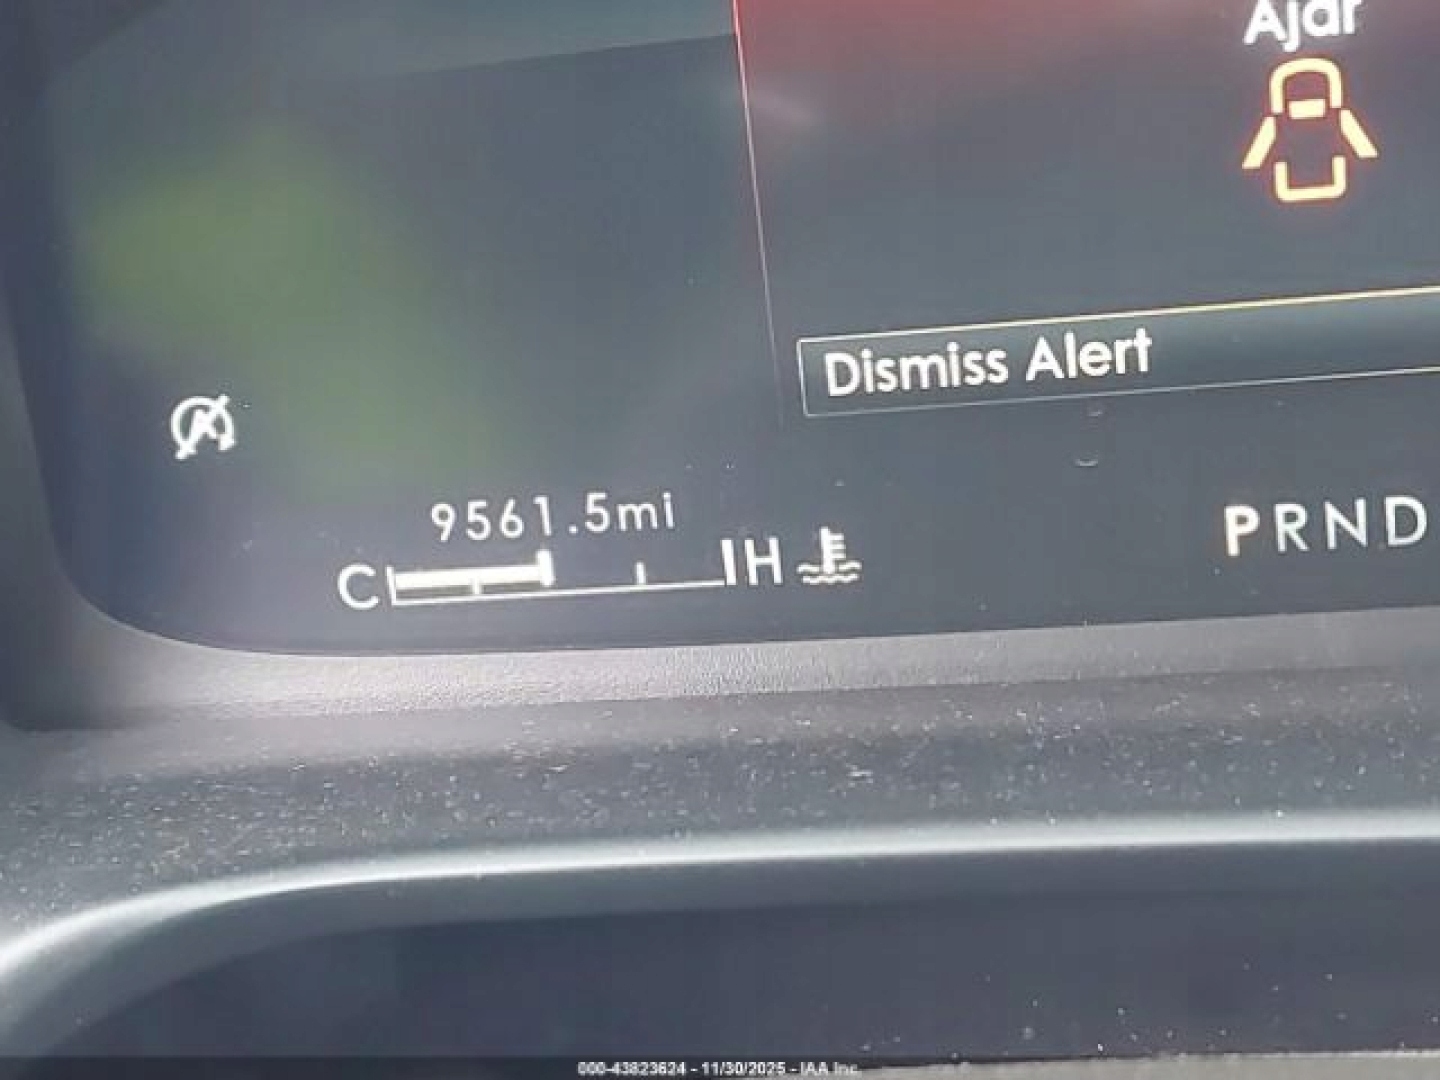 Ajar
Dismiss Alert
9561.5mi
PRND
C H
000-43823624 - 11/30/2025 - IAA Inc.